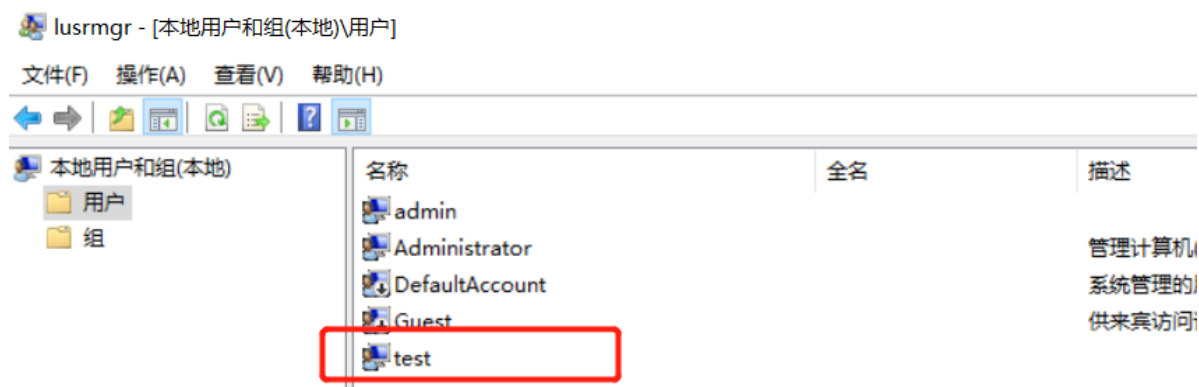 lusrmgr - [本地用户和组(本地)\用户]
文件(F) 操作(A) 查看(V) 帮助(H)
本地用户和组(本地)
用户
组
名称 全名 描述
admin
Administrator 管理计算机(
DefaultAccount 系统管理的
Guest 供来宾访问
test